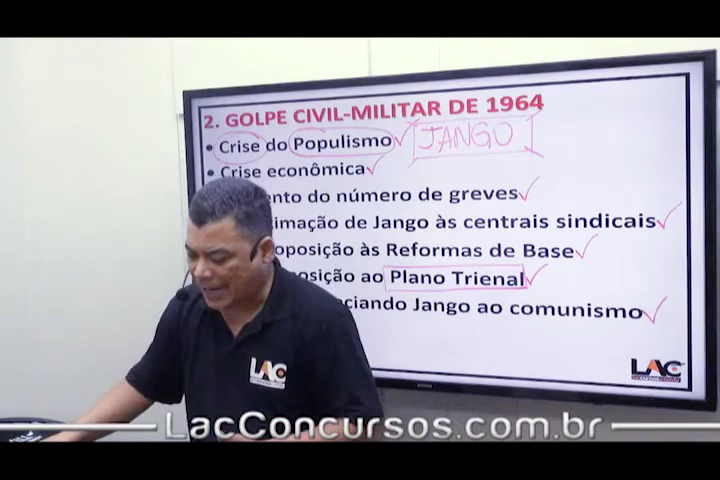 2. GOLPE CIVIL-MILITAR DE 1964
• Crise do Populismo JANGO
• Crise econômica
ento do número de greves
imação de Jango às centrais sindicais
oposição às Reformas de Base
osição ao Plano Trienal
ciando Jango ao comunismo
LAC
LAC
LacConcursos.com.br